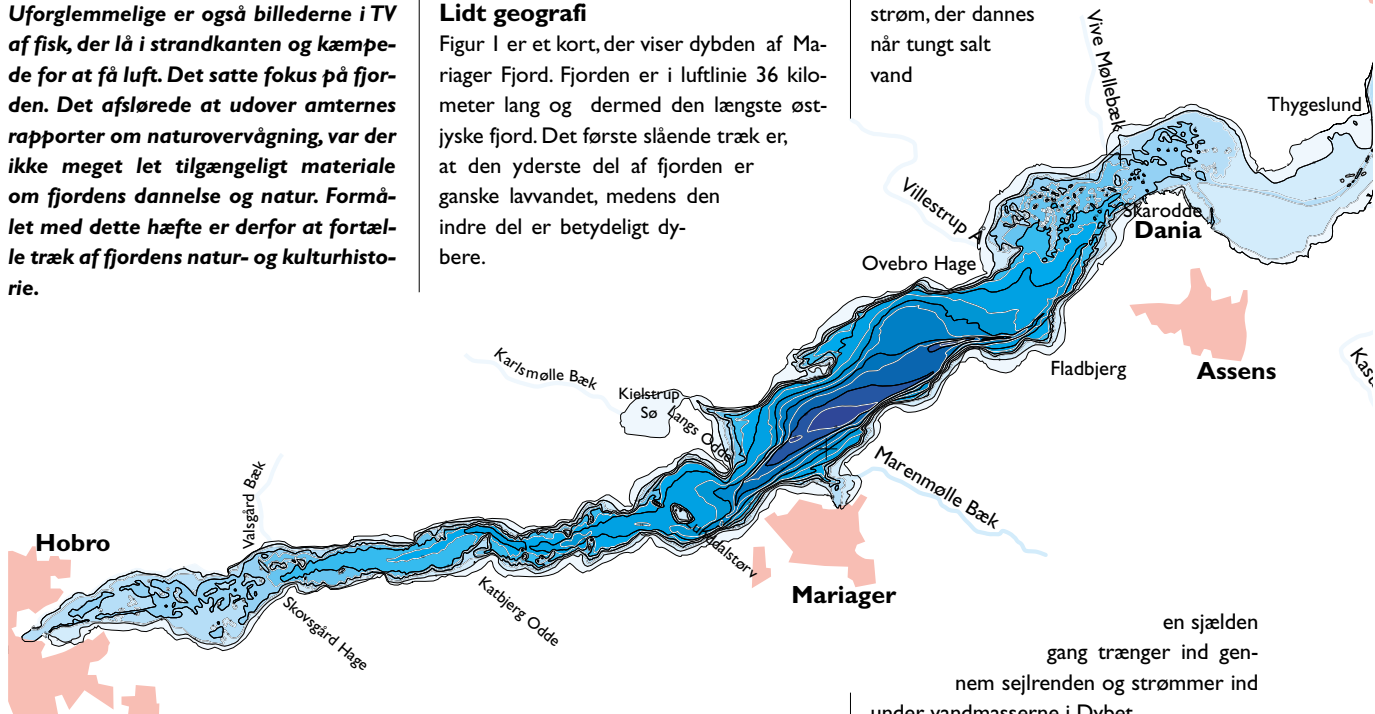 Uforglemmelige er også billederne i TV
af fisk, der lå i strandkanten og kæmpe-
de for at få luft. Det satte fokus på fjor-
den. Det afslørede at udover amternes
rapporter om naturovervågning, var der
ikke meget let tilgængeligt materiale
om fjordens dannelse og natur. Formå-
let med dette hæfte er derfor at fortæl-
le træk af fjordens natur- og kulturhisto-
rie.
Lidt geografi
Figur 1 er et kort, der viser dybden af Ma-
riager Fjord. Fjorden er i luftlinie 36 kilo-
meter lang og dermed den længste øst-
jyske fjord. Det første slående træk er,
at den yderste del af fjorden er
ganske lavvandet, medens den
indre del er betydeligt dy-
bere.
strøm, der dannes
når tungt salt
vand
en sjælden
gang trænger ind gen-
nem sejlrenden og strømmer ind
under vandmasserne i Dybet
Vive Møllebæk
Thygeslund
Villestrup Å
Skarodde
Dania
Ovebro Hage
Fladbjerg
Assens
Karlsmølle Bæk
Kielstrup
Sø
Langs Odde
Marenmølle Bæk
Valsgård Bæk
Hobro
Mariager
Katbjerg Odde
Skovsgård Hage